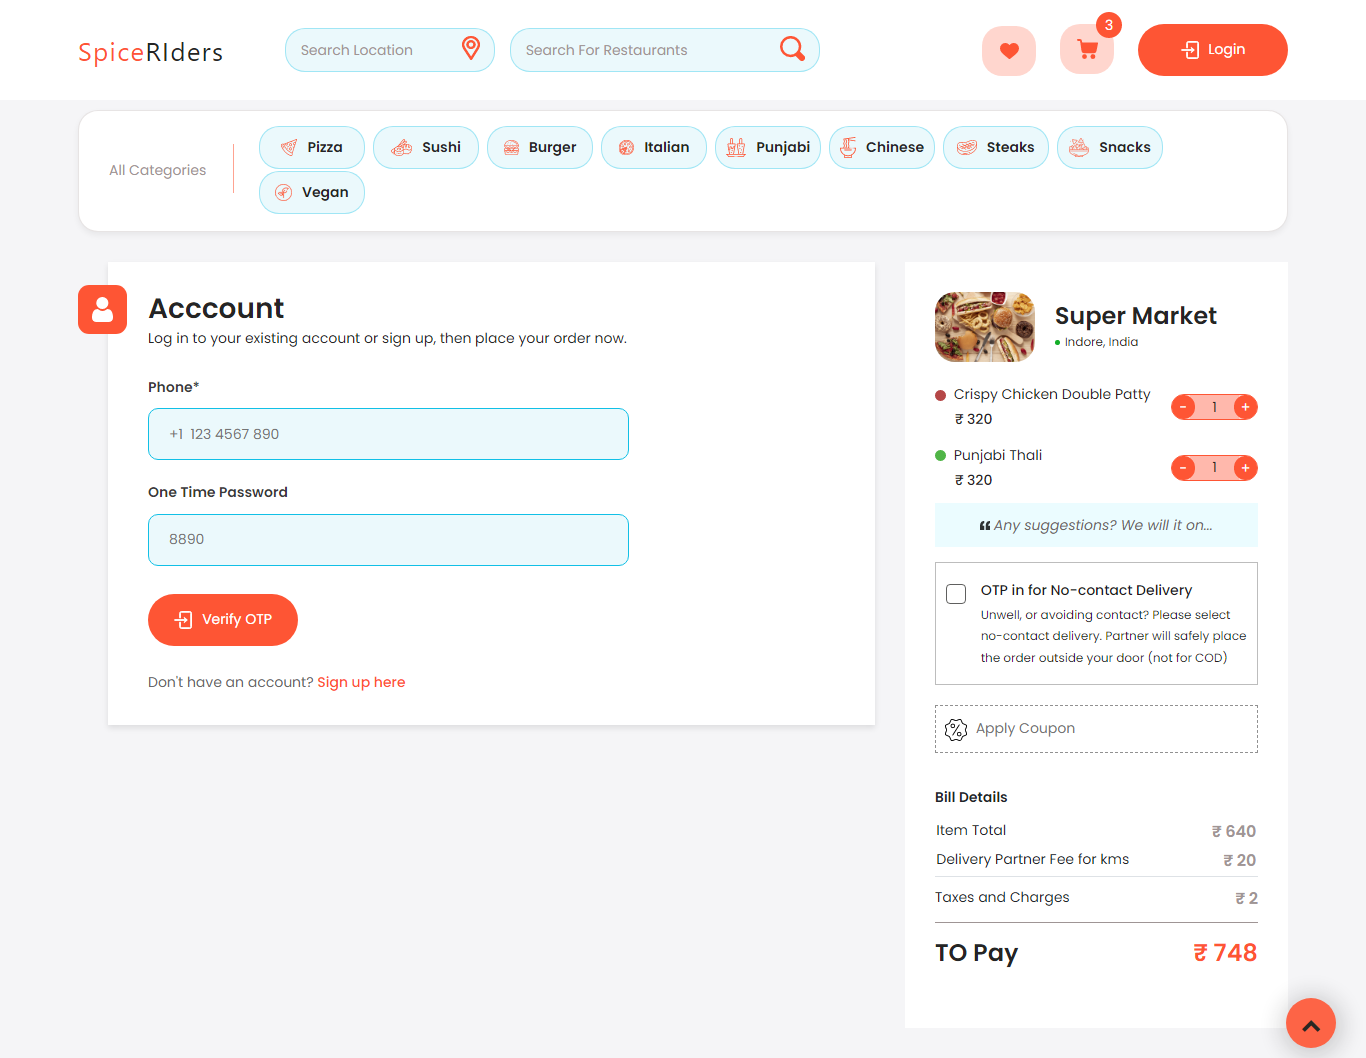 SpiceRIders
Search Location
Search For Restaurants
3
Login
All Categories
Pizza
Sushi
Burger
Italian
Punjabi
Chinese
Steaks
Snacks
Vegan
Acccount
Log in to your existing account or sign up, then place your order now.
Phone*
+1 123 4567 890
One Time Password
8890
Verify OTP
Don't have an account? Sign up here
Super Market
Indore, India
Crispy Chicken Double Patty
₹ 320
- 1 +
Punjabi Thali
₹ 320
- 1 +
❝ Any suggestions? We will it on...
OTP in for No-contact Delivery
Unwell, or avoiding contact? Please select
no-contact delivery. Partner will safely place
the order outside your door (not for COD)
Apply Coupon
Bill Details
Item Total ₹ 640
Delivery Partner Fee for kms ₹ 20
Taxes and Charges ₹ 2
TO Pay ₹ 748